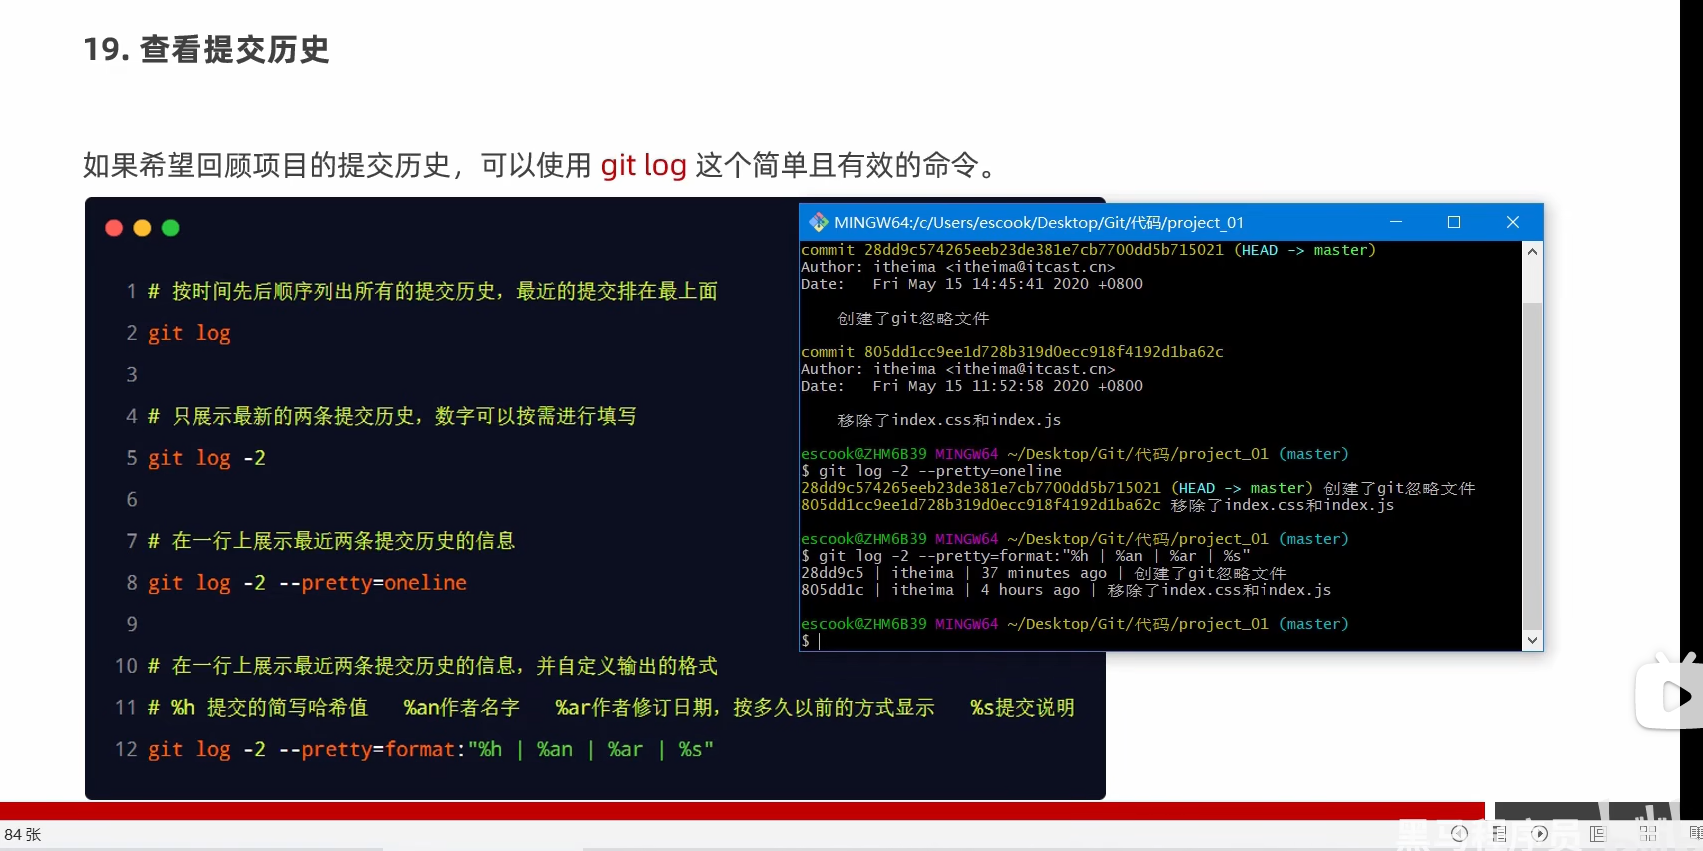 19. 查看提交历史
如果希望回顾项目的提交历史，可以使用 git log 这个简单且有效的命令。
1 # 按时间先后顺序列出所有的提交历史，最近的提交排在最上面
2 git log
3
4 # 只展示最新的两条提交历史，数字可以按需进行填写
5 git log -2
6
7 # 在一行上展示最近两条提交历史的信息
8 git log -2 --pretty=oneline
9
10 # 在一行上展示最近两条提交历史的信息，并自定义输出的格式
11 # %h 提交的简写哈希值 %an作者名字 %ar作者修订日期，按多久以前的方式显示 %s提交说明
12 git log -2 --pretty=format:"%h | %an | %ar | %s"
MINGW64:/c/Users/escook/Desktop/Git/代码/project_01
commit 28dd9c574265eeb23de381e7cb7700dd5b715021 (HEAD -> master)
Author: itheima <itheima@itcast.cn>
Date: Fri May 15 14:45:41 2020 +0800
创建了git忽略文件
commit 805dd1cc9ee1d728b319d0ecc918f4192d1ba62c
Author: itheima <itheima@itcast.cn>
Date: Fri May 15 11:52:58 2020 +0800
移除了index.css和index.js
escook@ZHM6B39 MINGW64 ~/Desktop/Git/代码/project_01 (master)
$ git log -2 --pretty=oneline
28dd9c574265eeb23de381e7cb7700dd5b715021 (HEAD -> master) 创建了git忽略文件
805dd1cc9ee1d728b319d0ecc918f4192d1ba62c 移除了index.css和index.js
escook@ZHM6B39 MINGW64 ~/Desktop/Git/代码/project_01 (master)
$ git log -2 --pretty=format:"%h | %an | %ar | %s"
28dd9c5 | itheima | 37 minutes ago | 创建了git忽略文件
805dd1c | itheima | 4 hours ago | 移除了index.css和index.js
escook@ZHM6B39 MINGW64 ~/Desktop/Git/代码/project_01 (master)
$
84 张
黑马程序员